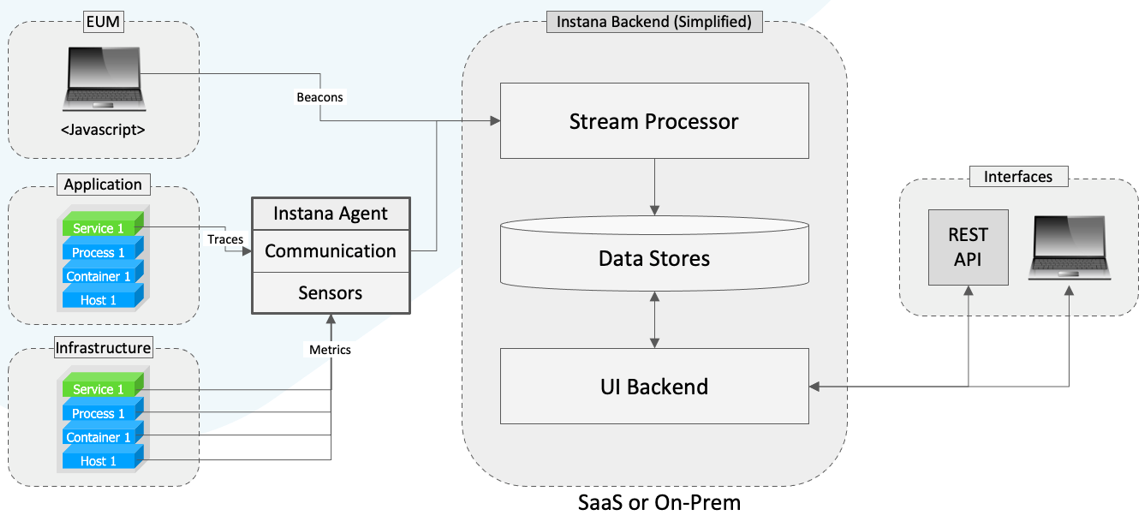 EUM
<Javascript>
Beacons
Application
Service 1
Process 1
Container 1
Host 1
Traces
Instana Agent
Communication
Sensors
Metrics
Infrastructure
Service 1
Process 1
Container 1
Host 1
Instana Backend (Simplified)
Stream Processor
Data Stores
UI Backend
SaaS or On-Prem
Interfaces
REST
API